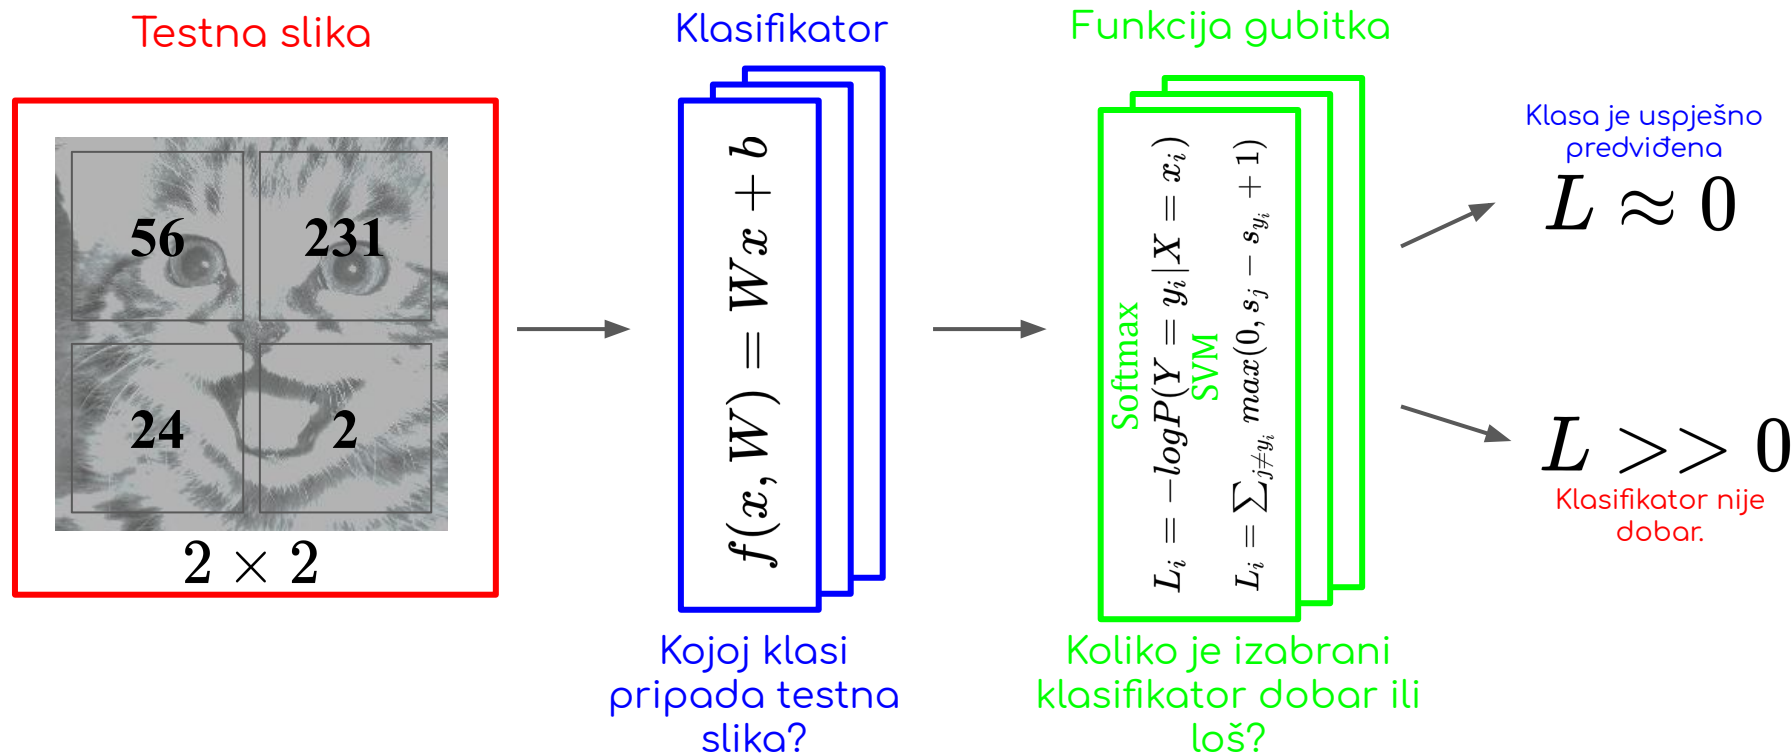 Testna slika
56 231
24 2
2 × 2
Klasifikator
f(x, W) = Wx + b
Kojoj klasi
pripada testna
slika?
Funkcija gubitka
Softmax
L_i = −logP(Y = y_i|X = x_i)
SVM
L_i = ∑_{j≠y_i} max(0, s_j − s_{y_i} + 1)
Koliko je izabrani
klasifikator dobar ili
loš?
Klasa je uspješno
predviđena
L ≈ 0
L >> 0
Klasifikator nije
dobar.